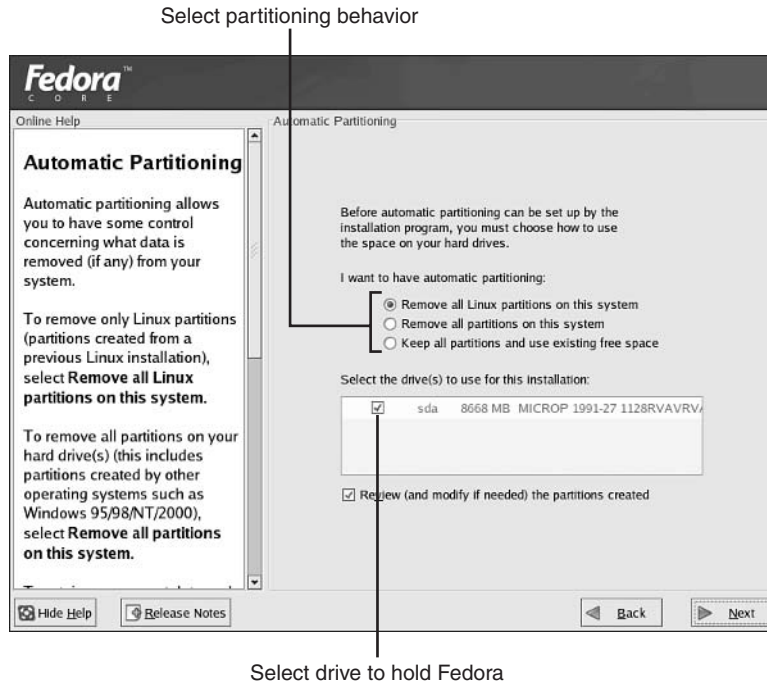 Select partitioning behavior
Fedora™
CORE
Online Help
Automatic Partitioning
Automatic partitioning allows
you to have some control
concerning what data is
removed (if any) from your
system.
To remove only Linux partitions
(partitions created from a
previous Linux installation),
select Remove all Linux
partitions on this system.
To remove all partitions on your
hard drive(s) (this includes
partitions created by other
operating systems such as
Windows 95/98/NT/2000),
select Remove all partitions
on this system.
Automatic Partitioning
Before automatic partitioning can be set up by the
installation program, you must choose how to use
the space on your hard drives.
I want to have automatic partitioning:
Remove all Linux partitions on this system
Remove all partitions on this system
Keep all partitions and use existing free space
Select the drive(s) to use for this installation:
sda 8668 MB MICROP 1991-27 1128RVAVRV
Review (and modify if needed) the partitions created
Hide Help
Release Notes
Back
Next
Select drive to hold Fedora